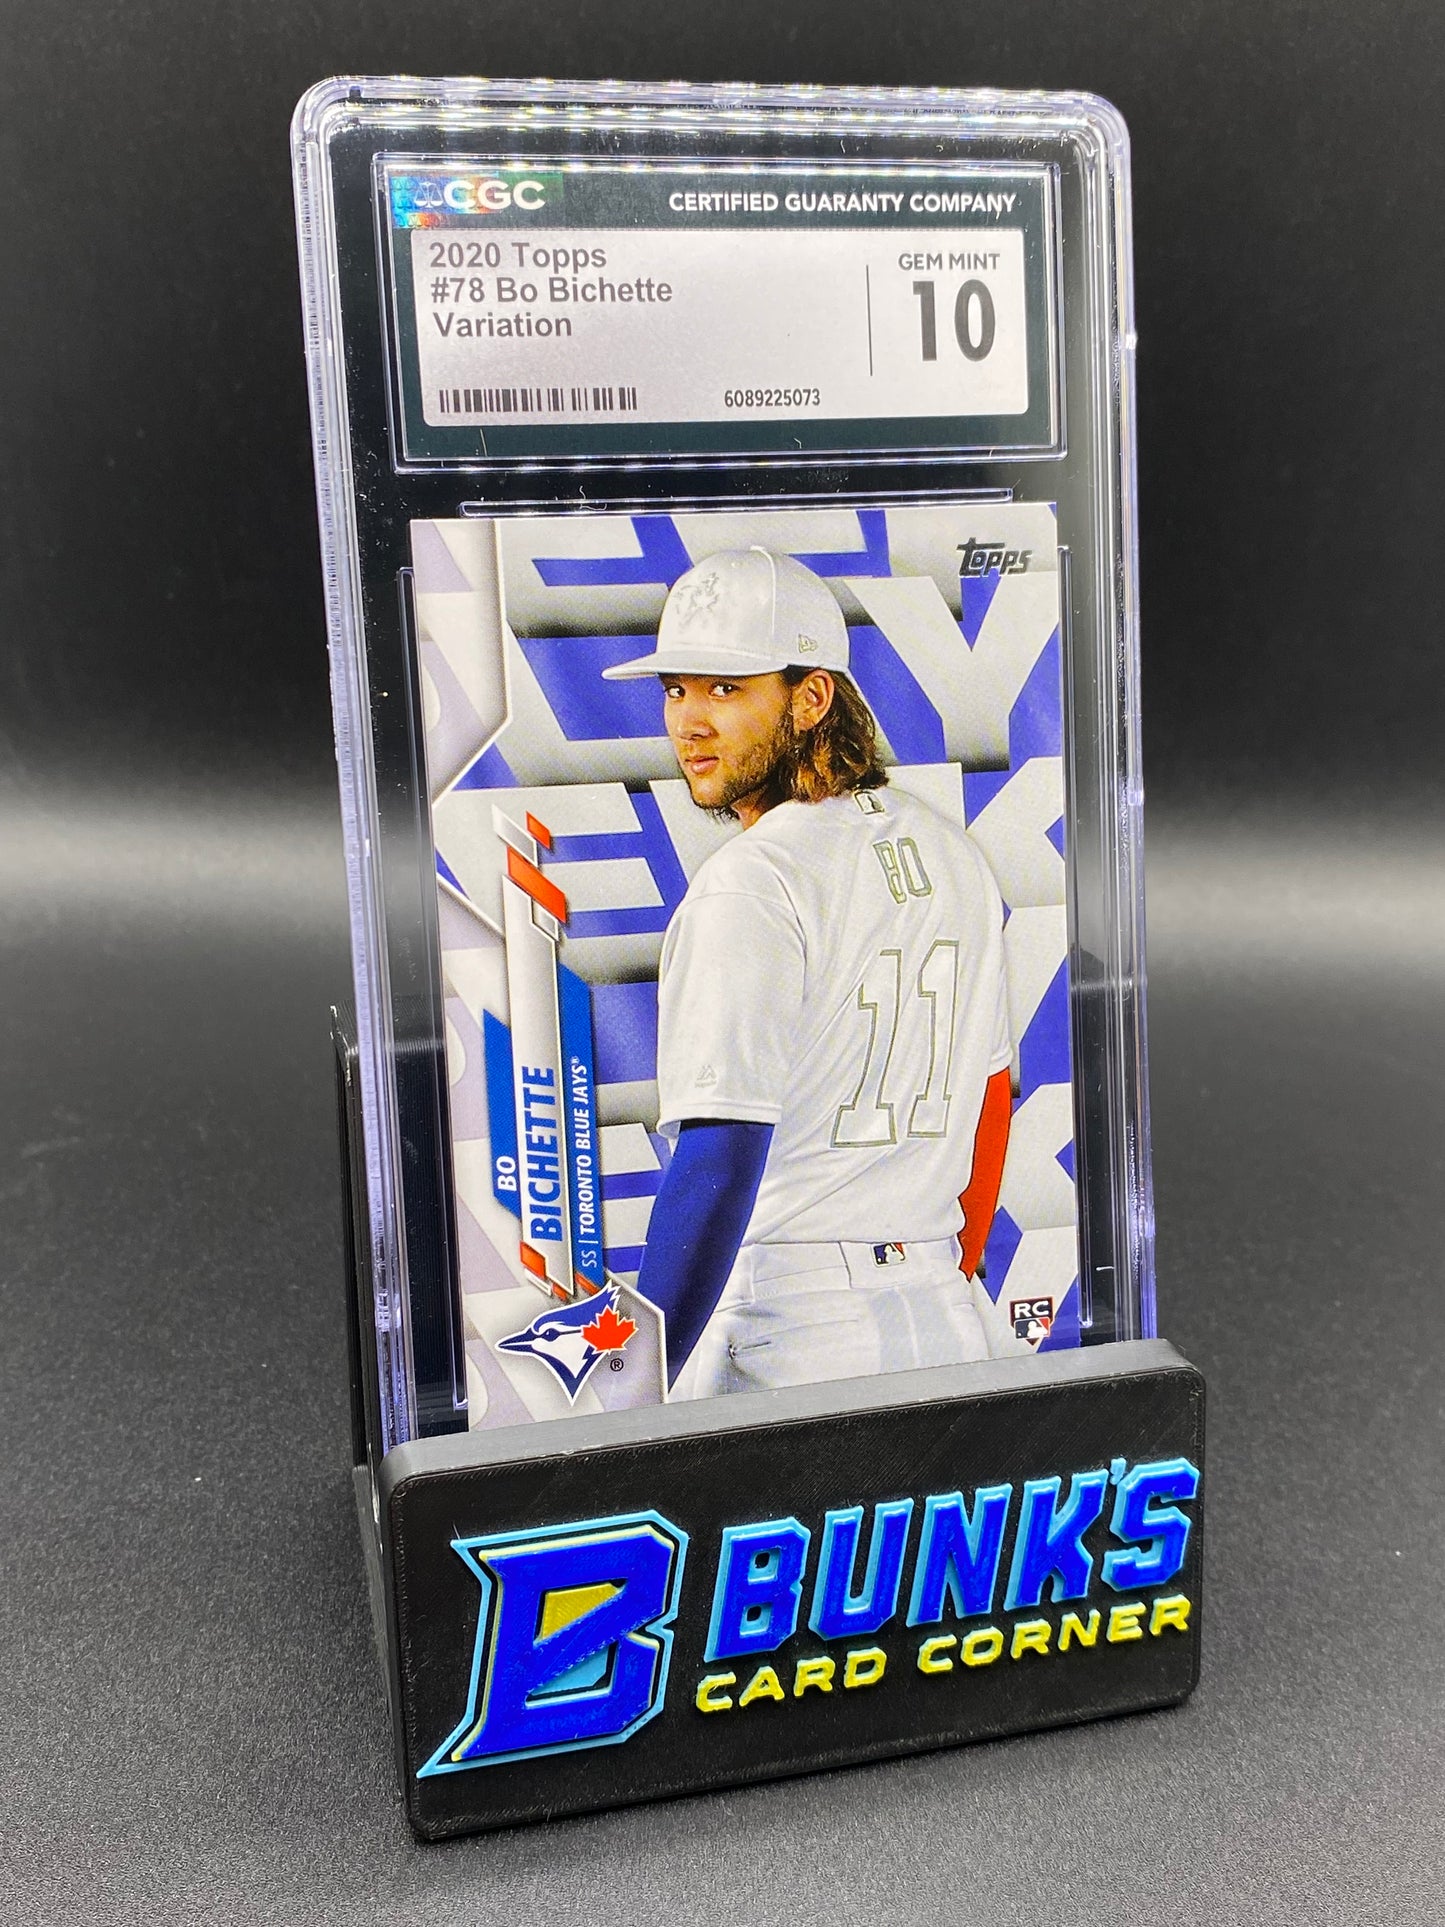 CGC
CERTIFIED GUARANTY COMPANY
2020 Topps
#78 Bo Bichette
Variation
GEM MINT
10
6089225073
Topps
BO
11
BO
BICHETTE
SS | TORONTO BLUE JAYS®
®
RC
B
BUNK'S
CARD CORNER